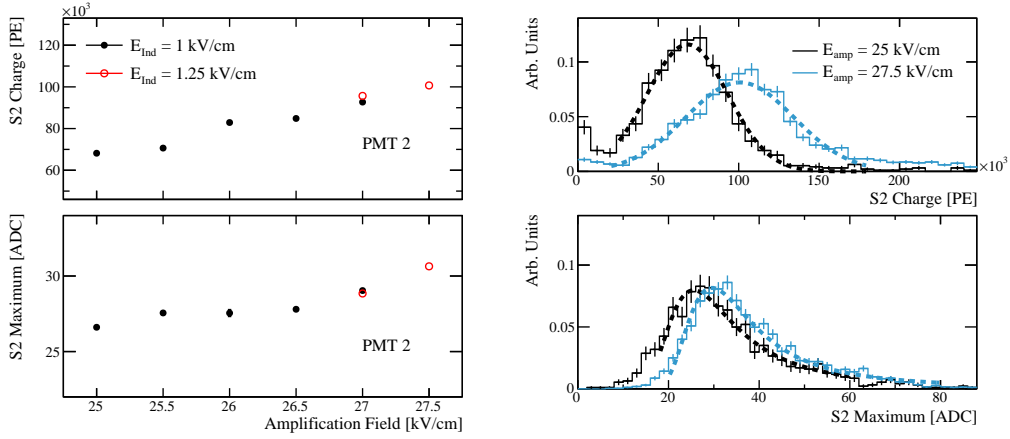 ×10³
S2 Charge [PE]
120
100
80
60
E_Ind = 1 kV/cm
E_Ind = 1.25 kV/cm
PMT 2
S2 Maximum [ADC]
30
25
PMT 2
25 25.5 26 26.5 27 27.5
Amplification Field [kV/cm]
Arb. Units
0.1
0.05
0
E_amp = 25 kV/cm
E_amp = 27.5 kV/cm
50 100 150 200
×10³
S2 Charge [PE]
Arb. Units
0.1
0.05
0
0 20 40 60 80
S2 Maximum [ADC]